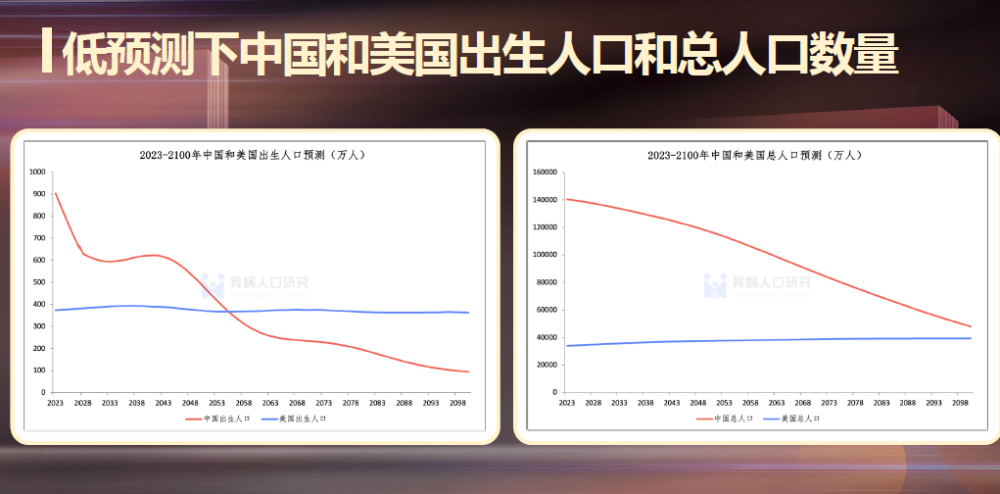 低预测下中国和美国出生人口和总人口数量
2023-2100年中国和美国出生人口预测（万人）
1000
900
800
700
600
500
400
300
200
100
0
2023 2028 2033 2038 2043 2048 2053 2058 2063 2068 2073 2078 2083 2088 2093 2098
中国出生人口 美国出生人口
育娲人口研究
2023-2100年中国和美国总人口预测（万人）
160000
140000
120000
100000
80000
60000
40000
20000
0
2023 2028 2033 2038 2043 2048 2053 2058 2063 2068 2073 2078 2083 2088 2093 2098
中国总人口 美国总人口
育娲人口研究